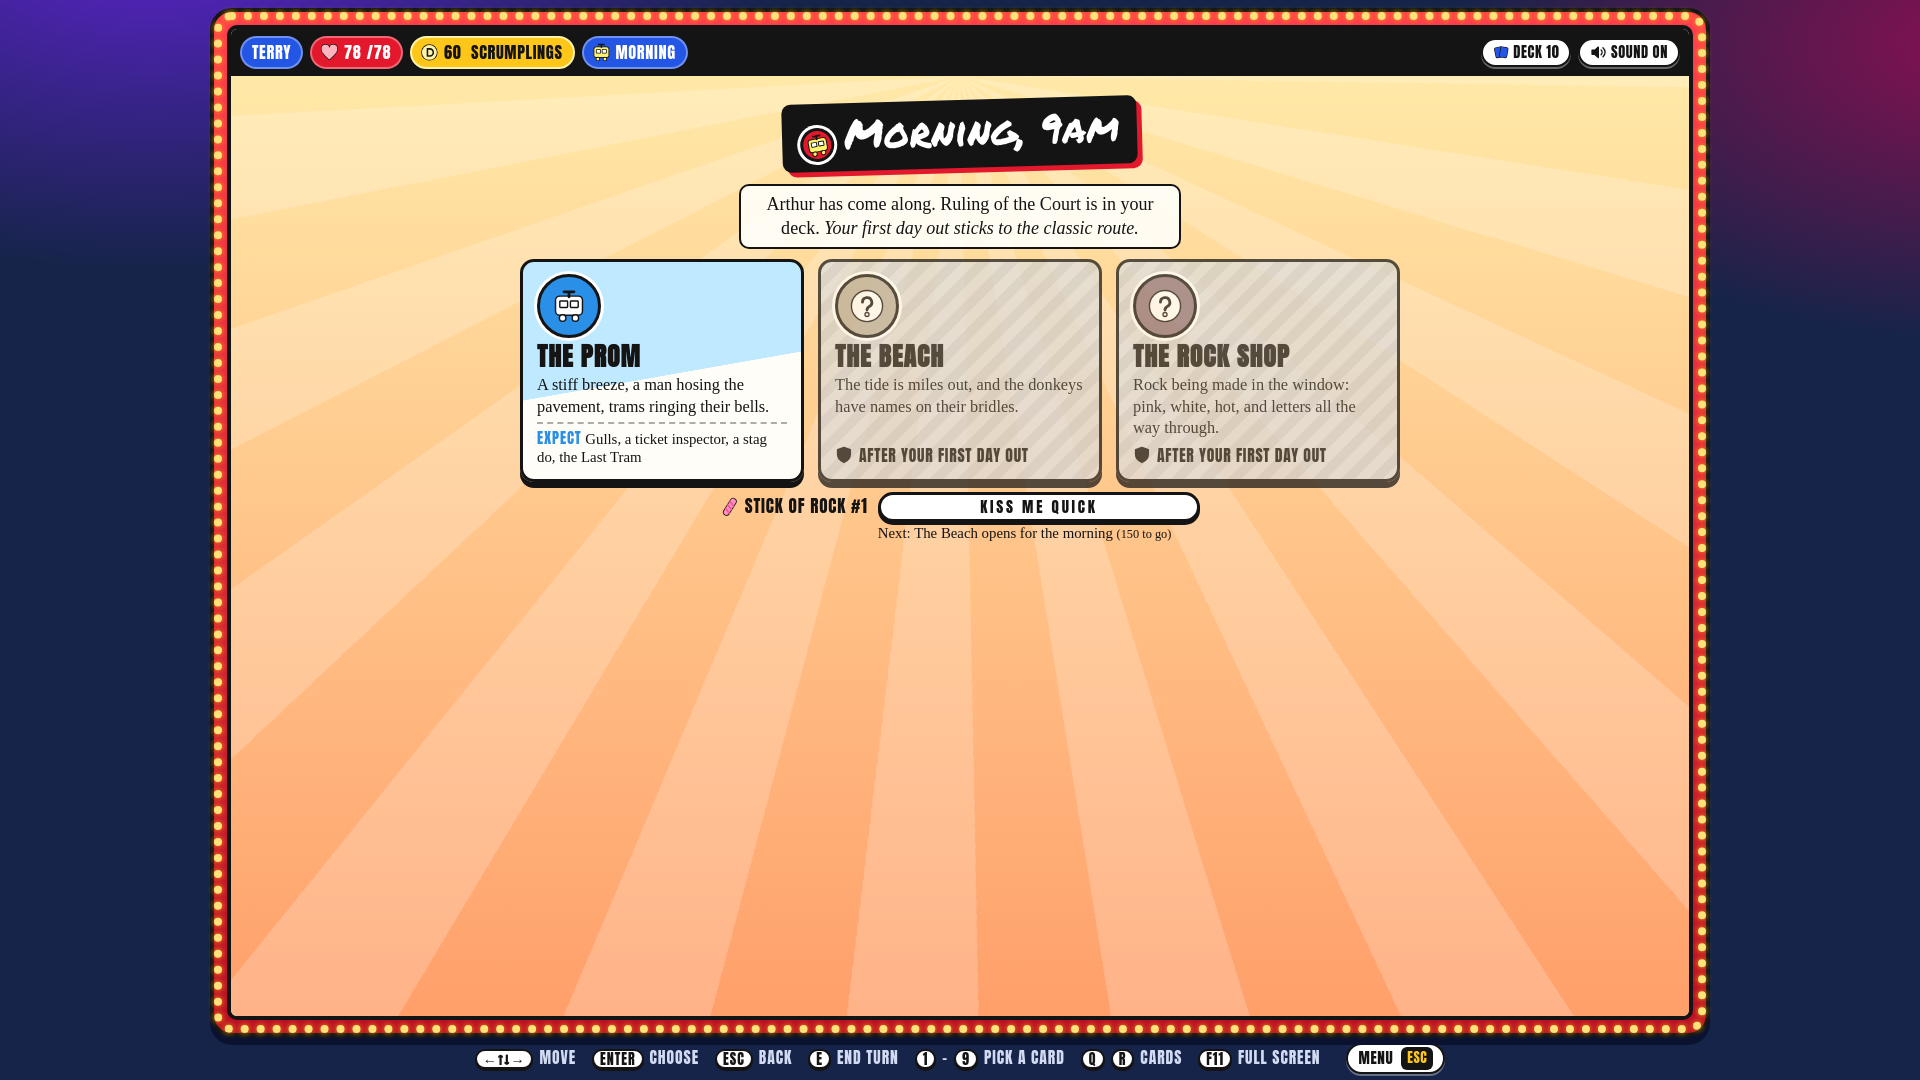 TERRY
78 /78
D 60 SCRUMPLINGS
MORNING
DECK 10
SOUND ON
MORNING, 9AM
Arthur has come along. Ruling of the Court is in your
deck. Your first day out sticks to the classic route.
THE PROM
A stiff breeze, a man hosing the
pavement, trams ringing their bells.
EXPECT Gulls, a ticket inspector, a stag
do, the Last Tram
?
THE BEACH
The tide is miles out, and the donkeys
have names on their bridles.
AFTER YOUR FIRST DAY OUT
?
THE ROCK SHOP
Rock being made in the window:
pink, white, hot, and letters all the
way through.
AFTER YOUR FIRST DAY OUT
STICK OF ROCK #1
KISS ME QUICK
Next: The Beach opens for the morning (150 to go)
←↑↓→ MOVE ENTER CHOOSE ESC BACK E END TURN 1 - 9 PICK A CARD Q R CARDS F11 FULL SCREEN MENU ESC